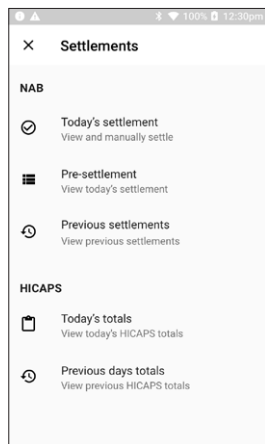 100% 12:30pm
Settlements
NAB
Today's settlement
View and manually settle
Pre-settlement
View today's settlement
Previous settlements
View previous settlements
HICAPS
Today's totals
View today's HICAPS totals
Previous days totals
View previous HICAPS totals